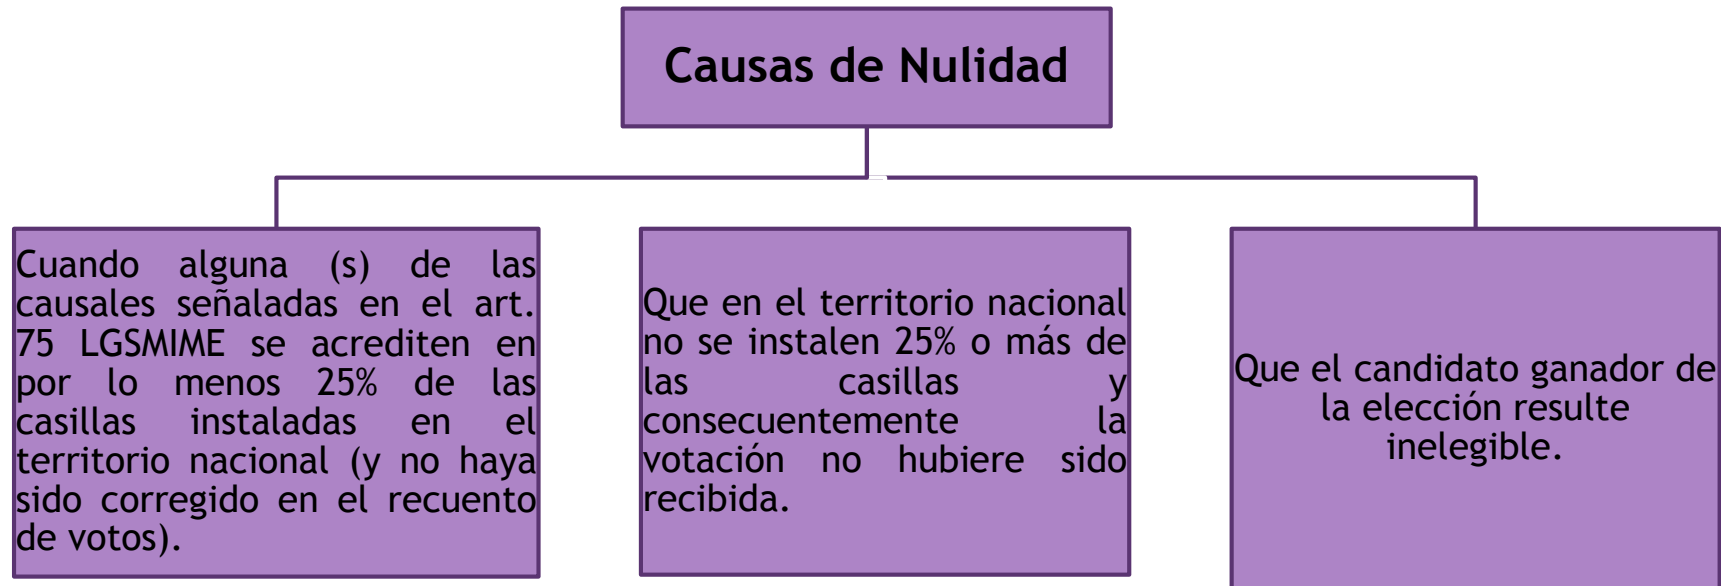 Causas de Nulidad
Cuando alguna (s) de las
causales señaladas en el art.
75 LGSMIME se acrediten en
por lo menos 25% de las
casillas instaladas en el
territorio nacional (y no haya
sido corregido en el recuento
de votos).
Que en el territorio nacional
no se instalen 25% o más de
las casillas y
consecuentemente la
votación no hubiere sido
recibida.
Que el candidato ganador de
la elección resulte
inelegible.